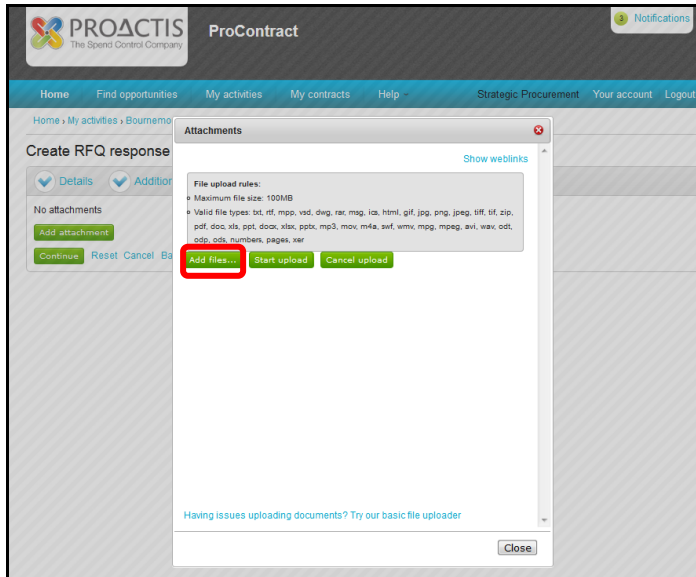 PROACTIS
The Spend Control Company
ProContract
3 Notifications
Home Find opportunities My activities My contracts Help Strategic Procurement Your account Logout
Home › My activities › Bournemo
Create RFQ response
Details Addition
No attachments
Add attachment
Continue Reset Cancel Ba
Attachments
Show weblinks
File upload rules:
Maximum file size: 100MB
Valid file types: txt, rtf, mpp, vsd, dwg, rar, msg, ics, html, gif, jpg, png, jpeg, tiff, tif, zip,
pdf, doc, xls, ppt, docx, xlsx, pptx, mp3, mov, m4a, swf, wmv, mpg, mpeg, avi, wav, odt,
odp, ods, numbers, pages, xer
Add files... Start upload Cancel upload
Having issues uploading documents? Try our basic file uploader
Close